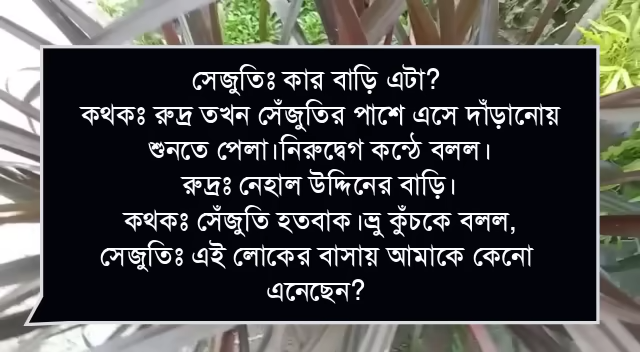 সেজুতিঃ কার বাড়ি এটা?
কথকঃ রুদ্র তখন সেঁজুতির পাশে এসে দাঁড়ানোয়
শুনতে পেলা।নিরুদ্বেগ কন্ঠে বলল।
রুদ্রঃ নেহাল উদ্দিনের বাড়ি।
কথকঃ সেঁজুতি হতবাক।ভ্রু কুঁচকে বলল,
সেজুতিঃ এই লোকের বাসায় আমাকে কেনো
এনেছেন?